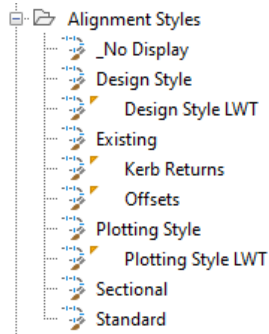 Alignment Styles
_No Display
Design Style
Design Style LWT
Existing
Kerb Returns
Offsets
Plotting Style
Plotting Style LWT
Sectional
Standard